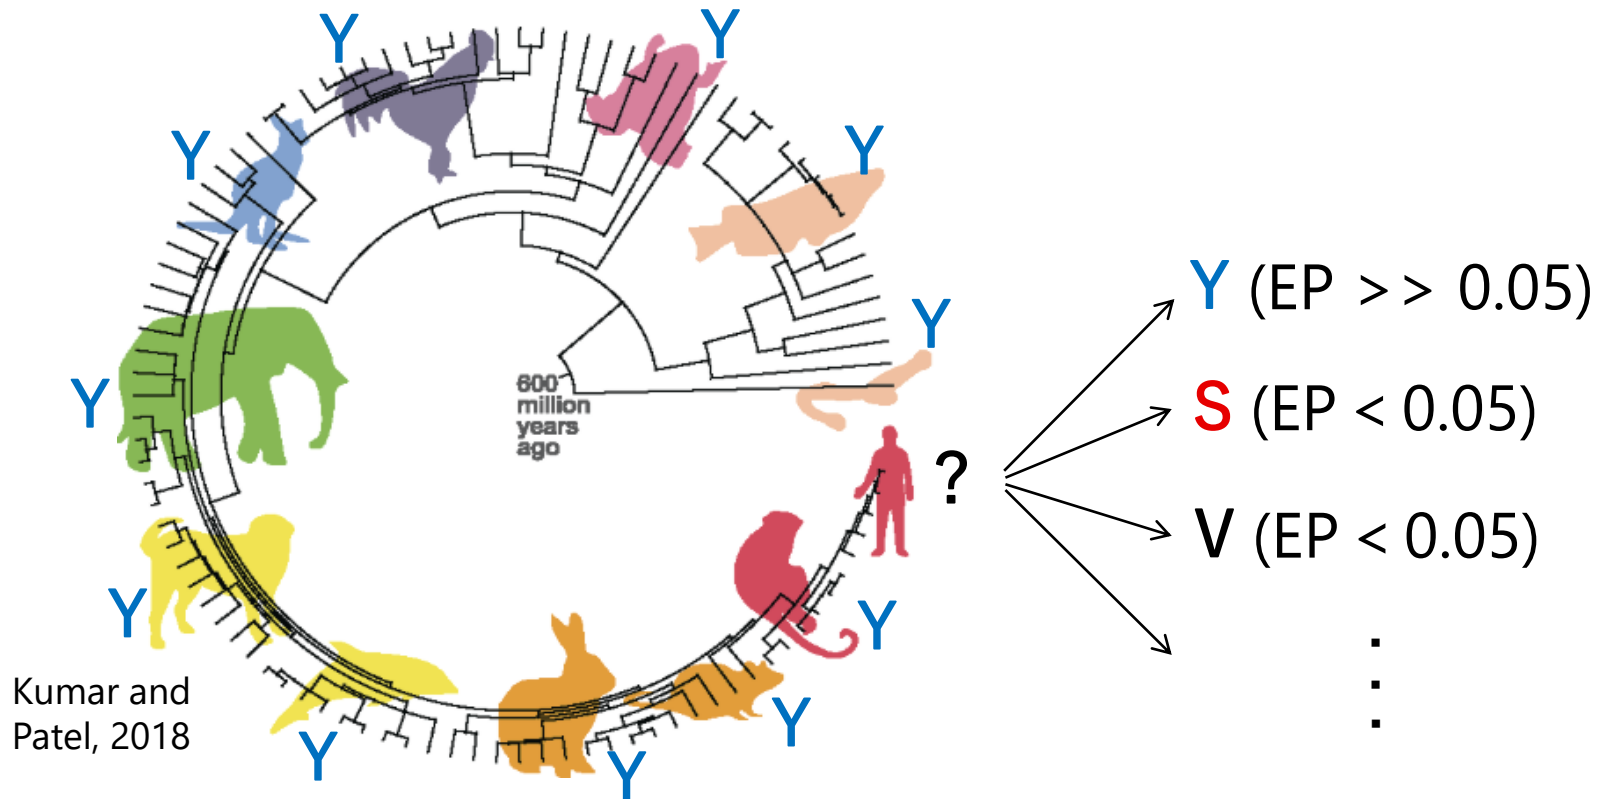 Y
Y
Y
Y
Y
Y
600
million
years
ago
Y
Y
Y
Y
Y
?
Y (EP >> 0.05)
S (EP < 0.05)
V (EP < 0.05)
.
.
.
Kumar and
Patel, 2018